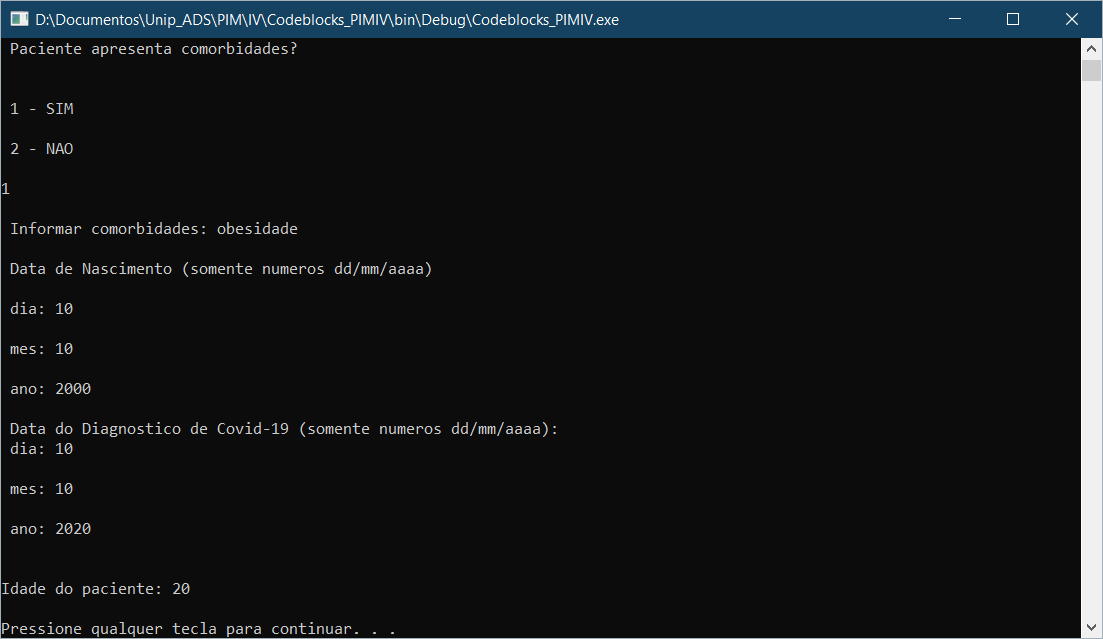 D:\Documentos\Unip_ADS\PIM\IV\Codeblocks_PIMIV\bin\Debug\Codeblocks_PIMIV.exe
Paciente apresenta comorbidades?
1 - SIM
2 - NAO
1
Informar comorbidades: obesidade
Data de Nascimento (somente numeros dd/mm/aaaa)
dia: 10
mes: 10
ano: 2000
Data do Diagnostico de Covid-19 (somente numeros dd/mm/aaaa):
dia: 10
mes: 10
ano: 2020
Idade do paciente: 20
Pressione qualquer tecla para continuar. . .